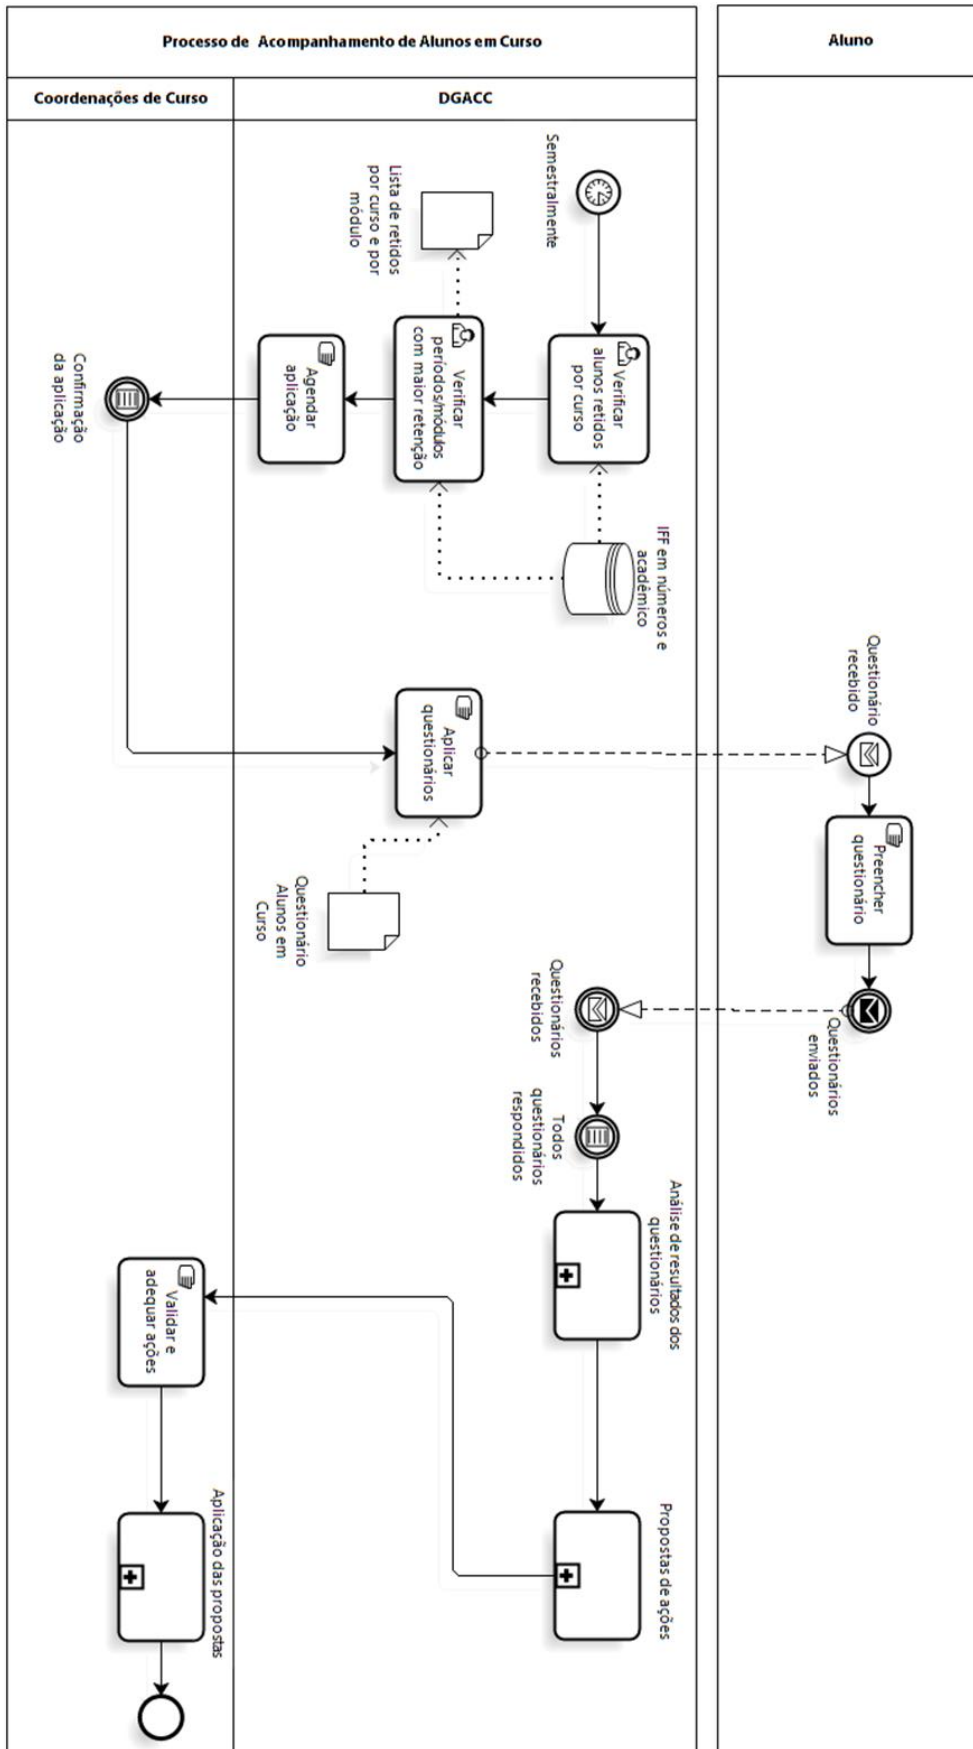 Processo de Acompanhamento de Alunos em Curso
Aluno
Coordenações de Curso
DGACC
Semestralmente
Lista de retidos
por curso e por
módulo
Verificar
alunos retidos
por curso
Verificar
períodos/módulos
com maior retenção
Agendar
aplicação
Confirmação
da aplicação
IFF em números e
acadêmico
Questionário
recebido
Aplicar
questionários
Preencher
questionário
Questionário
Alunos em
Curso
Questionários
enviados
Questionários
recebidos
Todos
questionários
respondidos
Análise de resultados dos
questionários
Validar e
adequar ações
Propostas de ações
Aplicação das propostas